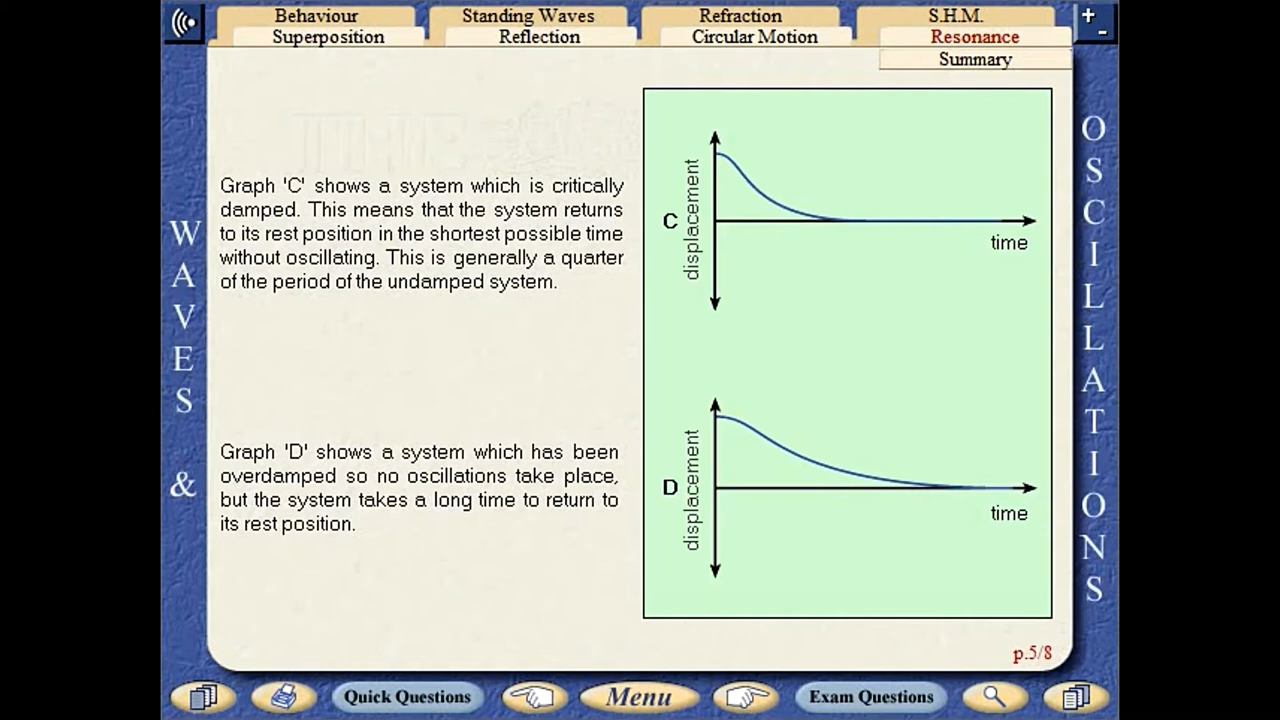 Behaviour
Standing Waves
Refraction
S.H.M.
Superposition
Reflection
Circular Motion
Resonance
Summary
+
-
WAVES &
OSCILLATIONS
Graph 'C' shows a system which is critically
damped. This means that the system returns
to its rest position in the shortest possible time
without oscillating. This is generally a quarter
of the period of the undamped system.
C
displacement
time
Graph 'D' shows a system which has been
overdamped so no oscillations take place,
but the system takes a long time to return to
its rest position.
D
displacement
time
p.5/8
Quick Questions
Menu
Exam Questions